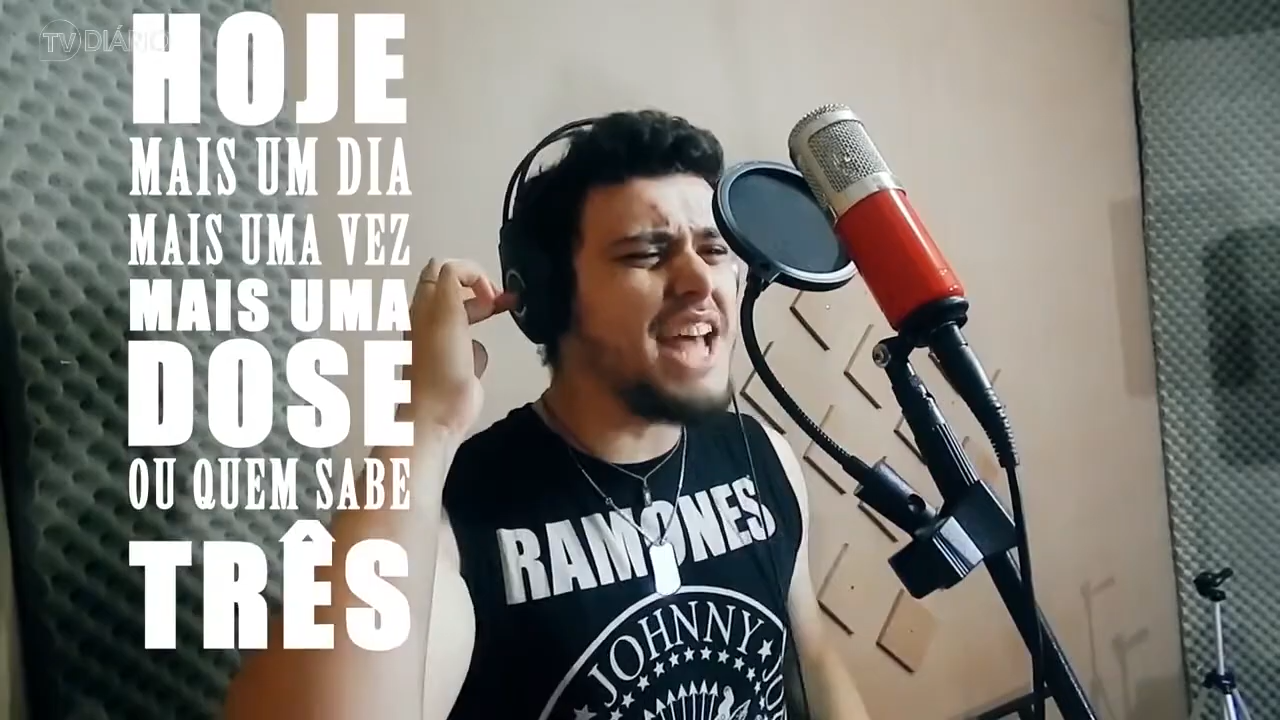 TV DIÁRIO
HOJE
MAIS UM DIA
MAIS UMA VEZ
MAIS UMA
DOSE
OU QUEM SABE
TRÊS
RAMONES
JOHNNY